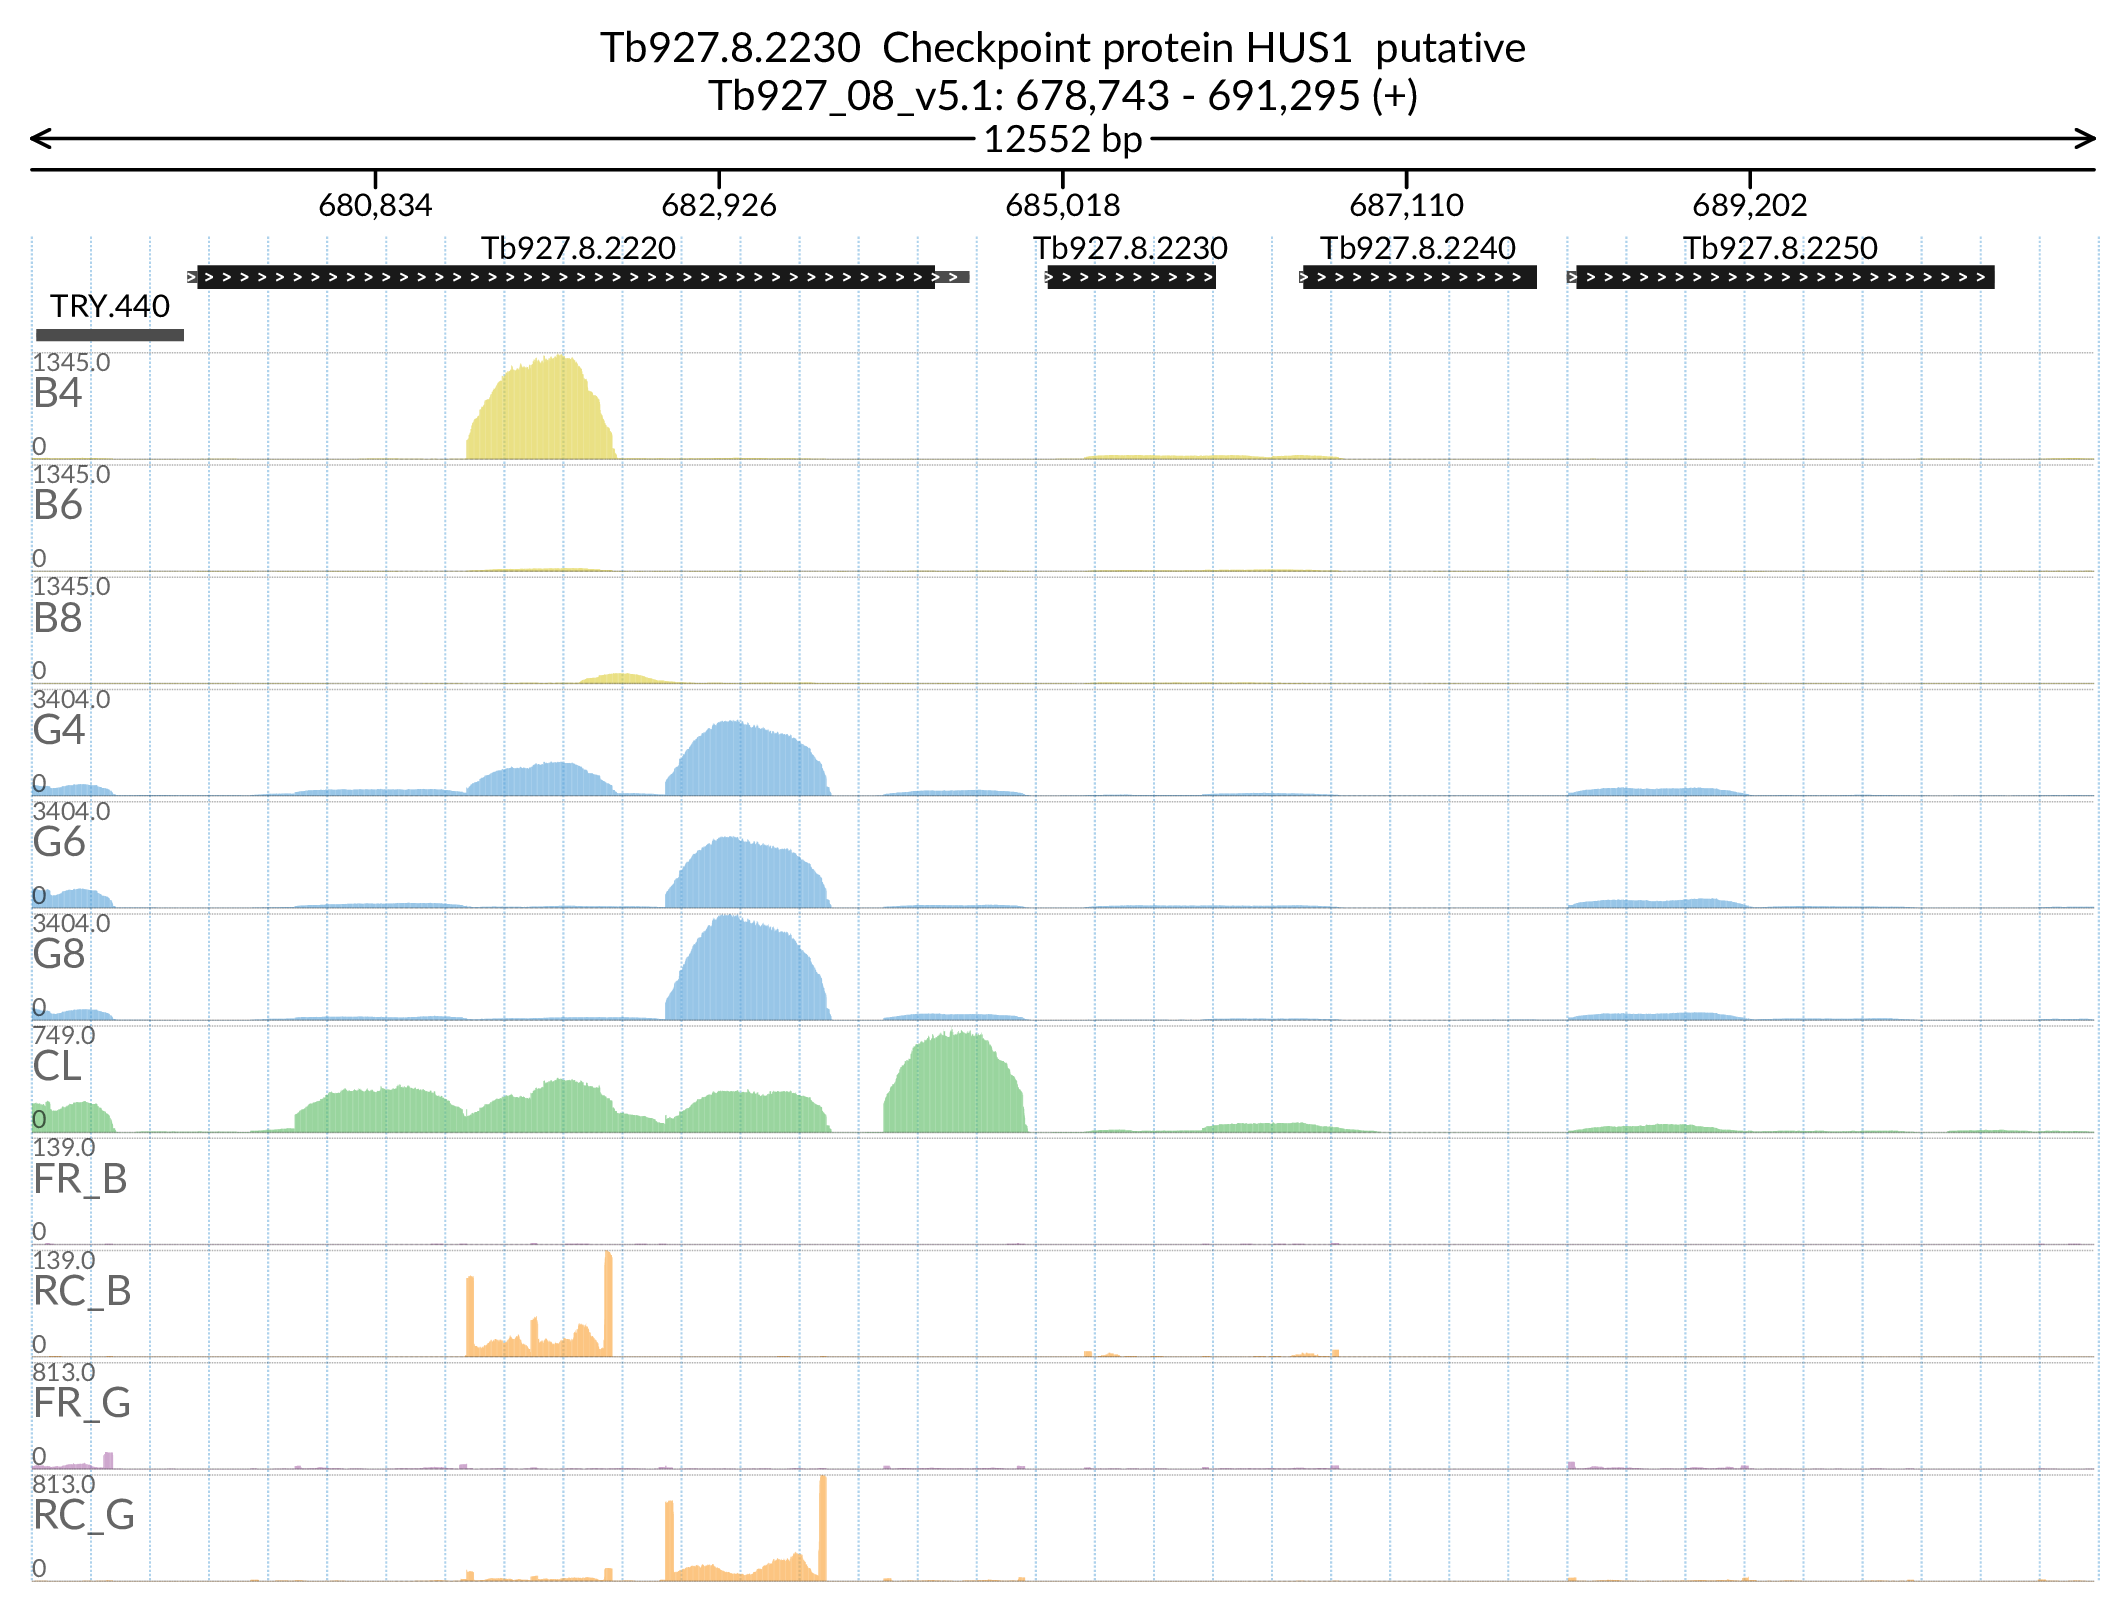 Tb927.8.2230  Checkpoint protein HUS1  putative
Tb927_08_v5.1: 678,743 - 691,295 (+)
12552 bp
680,834 682,926 685,018 687,110 689,202
Tb927.8.2220 Tb927.8.2230 Tb927.8.2240 Tb927.8.2250
TRY.440
1345.0
B4
0
1345.0
B6
0
1345.0
B8
0
3404.0
G4
0
3404.0
G6
0
3404.0
G8
0
749.0
CL
0
139.0
FR_B
0
139.0
RC_B
0
813.0
FR_G
0
813.0
RC_G
0